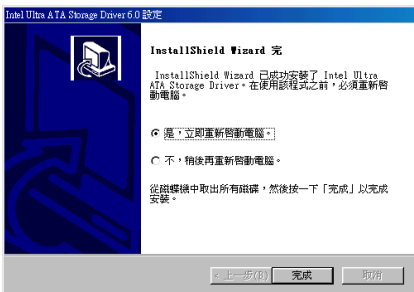 Intel Ultra ATA Storage Driver 6.0 設定
InstallShield Wizard 完
InstallShield Wizard 已成功安裝了 Intel Ultra
ATA Storage Driver。在使用該程式之前，必須重新啓
動電腦。
是，立即重新啓動電腦。
不，稍後再重新啓動電腦。
從磁碟機中取出所有磁碟，然後按一下「完成」以完成
安裝。
< 上一步(B)
完成
取消